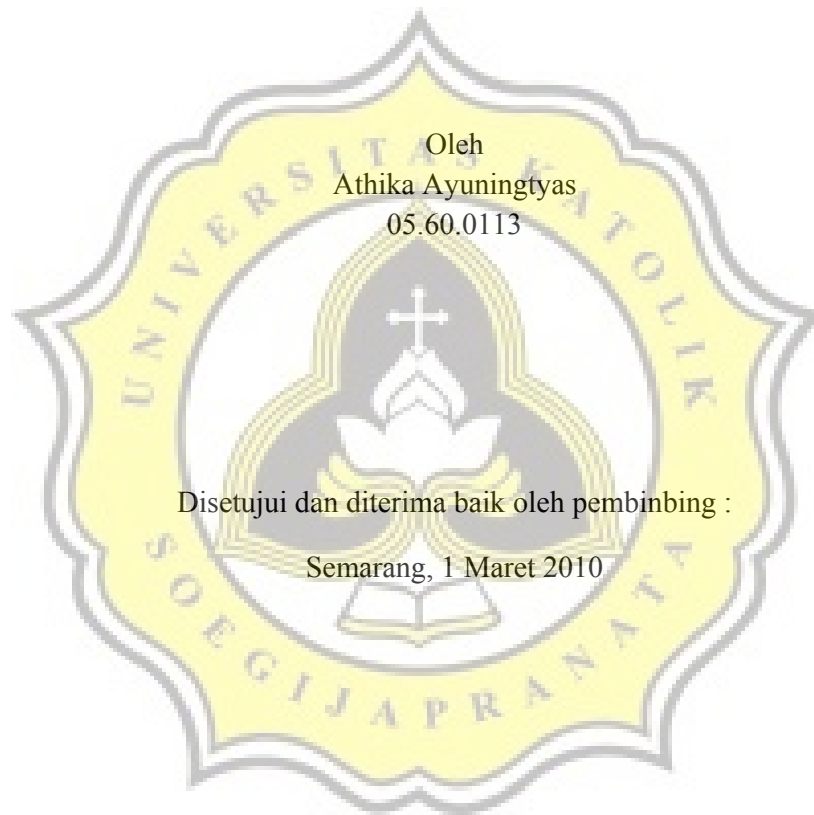 Oleh
Athika Ayuningtyas
05.60.0113
UNIVERSITAS KATOLIK
Disetujui dan diterima baik oleh pembinbing :
Semarang, 1 Maret 2010
SOEGIJAPRANATA